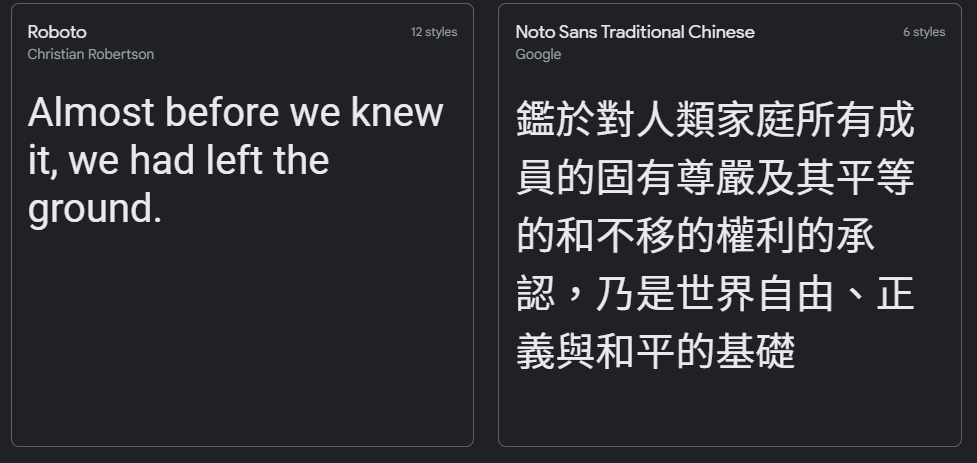 Roboto
12 styles
Christian Robertson
Almost before we knew
it, we had left the
ground.
Noto Sans Traditional Chinese
6 styles
Google
鑑於對人類家庭所有成
員的固有尊嚴及其平等
的和不移的權利的承
認，乃是世界自由、正
義與和平的基礎